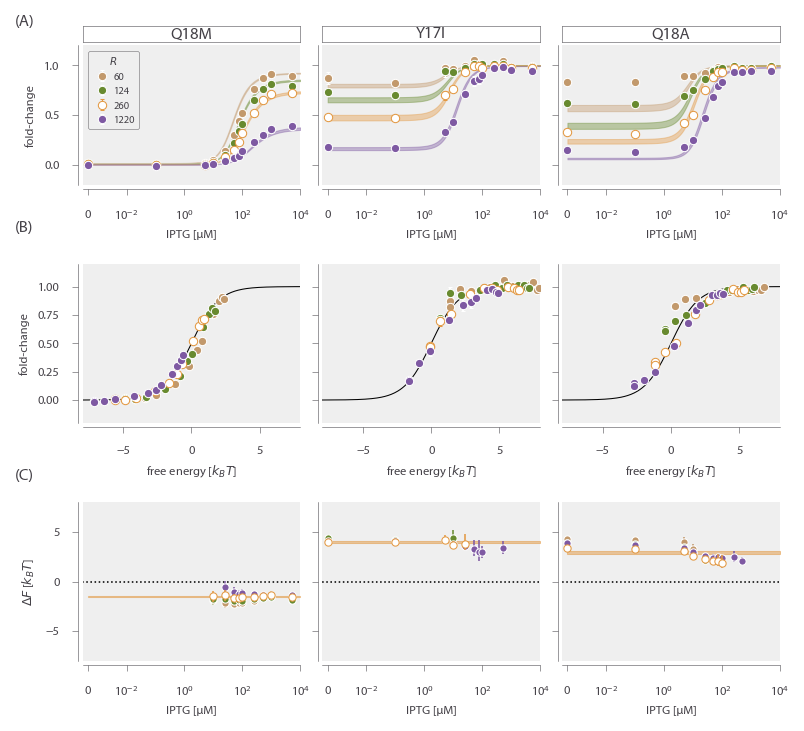 (A)
Q18M Y17I Q18A
R
60
124
260
1220
fold-change
1.0
0.5
0.0
0 10⁻² 10⁰ 10² 10⁴ 0 10⁻² 10⁰ 10² 10⁴ 0 10⁻² 10⁰ 10² 10⁴
IPTG [µM] IPTG [µM] IPTG [µM]
(B)
fold-change
1.00
0.75
0.50
0.25
0.00
−5 0 5 −5 0 5 −5 0 5
free energy [k_BT] free energy [k_BT] free energy [k_BT]
(C)
ΔF [k_BT]
5
0
−5
0 10⁻² 10⁰ 10² 10⁴ 0 10⁻² 10⁰ 10² 10⁴ 0 10⁻² 10⁰ 10² 10⁴
IPTG [µM] IPTG [µM] IPTG [µM]